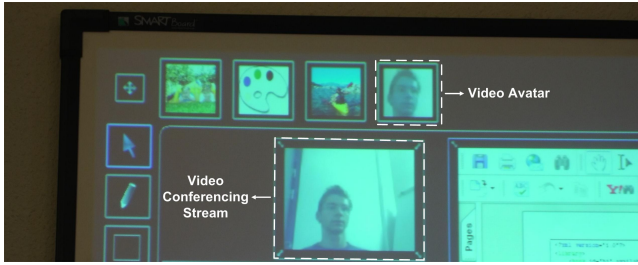 SMART Board
Video Avatar
Video
Conferencing
Stream
Pages